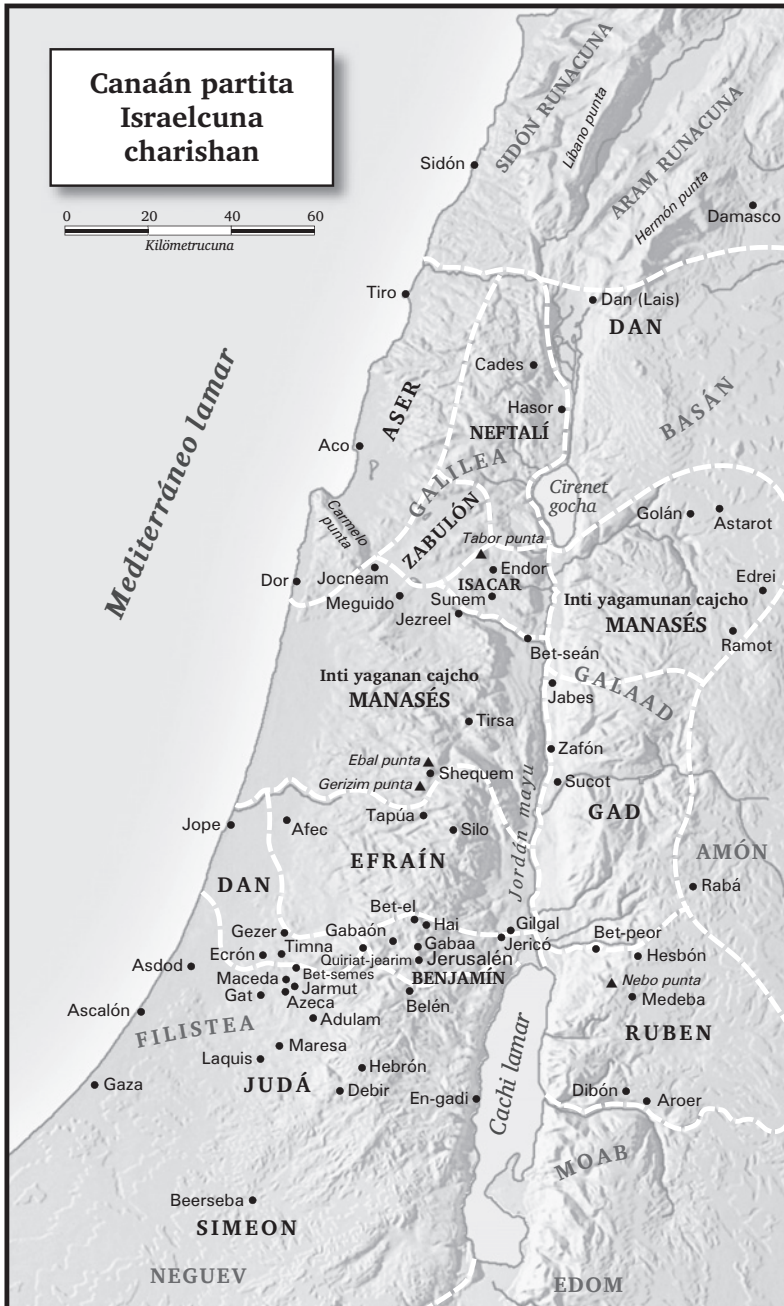 Canaán partita
Israelcuna
charishan
0 20 40 60
Kilömetrucuna
SIDÓN RUNACUNA
Líbano punta
ARAM RUNACUNA
Hermón punta
Sidón
Damasco
Tiro
Dan (Lais)
DAN
Cades
ASER
Hasor
NEFTALÍ
BASÁN
Mediterráneo lamar
Aco
GALILEA
Cirenet
gocha
Carmelo
punta
ZABULÓN
Golán
Astarot
Tabor punta
Dor
Jocneam
Endor
ISACAR
Edrei
Meguido
Sunem
Jezreel
Inti yagamunan cajcho
MANASÉS
Ramot
Bet-seán
Inti yaganan cajcho
MANASÉS
GALAAD
Jabes
Tirsa
Zafón
Ebal punta
Shequem
Gerizim punta
Sucot
Jordán mayu
GAD
Jope
Afec
Tapúa
Silo
EFRAÍN
AMÓN
DAN
Rabá
Bet-el
Hai
Gilgal
Gezer
Gabaón
Jericó
Bet-peor
Ecrón
Timna
Gabaa
Quiriat-jearim
Jerusalén
Hesbón
Asdod
Bet-semes
BENJAMÍN
Maceda
Jarmut
Nebo punta
Gat
Azeca
Belén
Medeba
Ascalón
FILISTEA
Adulam
RUBEN
Maresa
Laquis
Hebrón
JUDÁ
Gaza
Debir
En-gadi
Cachi lamar
Dibón
Aroer
MOAB
Beerseba
SIMEON
NEGUEV
EDOM